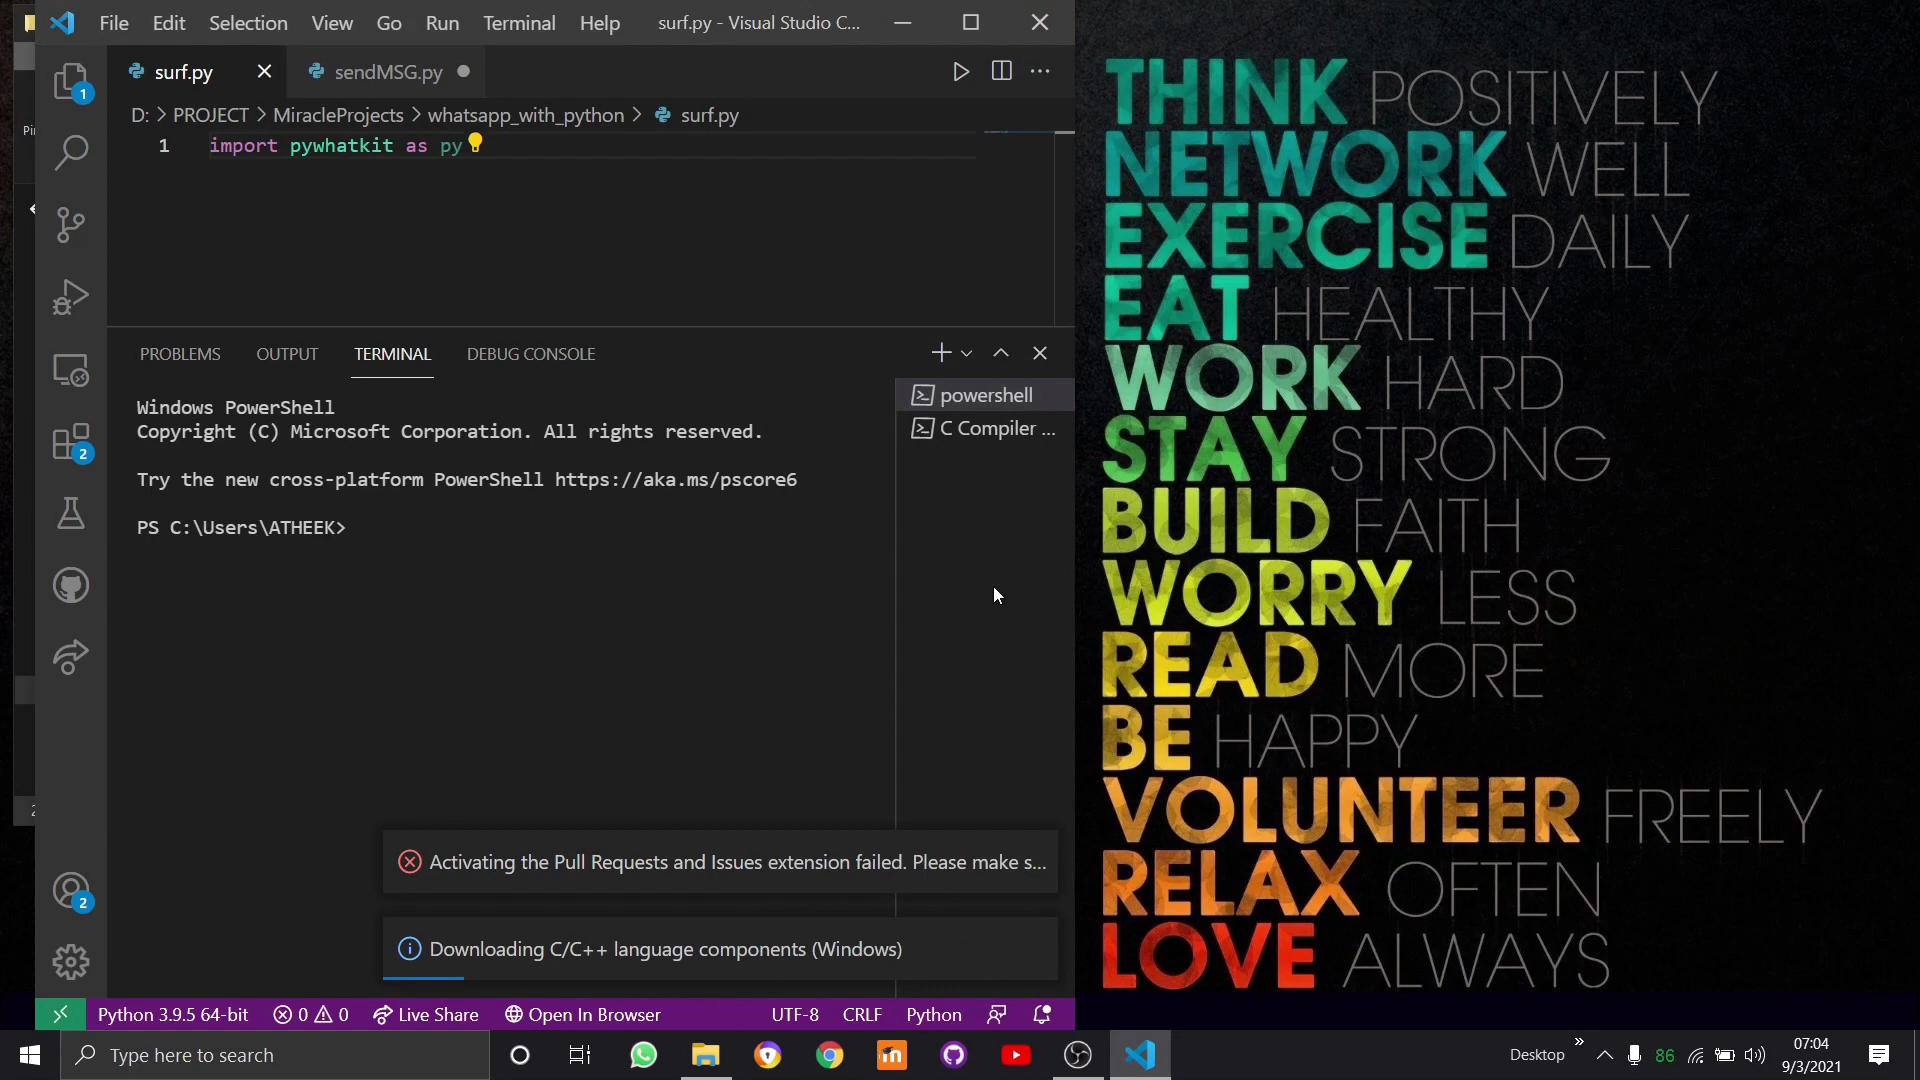 File Edit Selection View Go Run Terminal Help surf.py - Visual Studio C...
surf.py sendMSG.py
D: > PROJECT > MiracleProjects > whatsapp_with_python > surf.py
1 import pywhatkit as py
PROBLEMS OUTPUT TERMINAL DEBUG CONSOLE
Windows PowerShell
Copyright (C) Microsoft Corporation. All rights reserved.
Try the new cross-platform PowerShell https://aka.ms/pscore6
PS C:\Users\ATHEEK>
powershell
C Compiler ...
1
2
2
Activating the Pull Requests and Issues extension failed. Please make s...
Downloading C/C++ language components (Windows)
Python 3.9.5 64-bit 0 0 Live Share Open In Browser UTF-8 CRLF Python
THINK POSITIVELY
NETWORK WELL
EXERCISE DAILY
EAT HEALTHY
WORK HARD
STAY STRONG
BUILD FAITH
WORRY LESS
READ MORE
BE HAPPY
VOLUNTEER FREELY
RELAX OFTEN
LOVE ALWAYS
Type here to search
Desktop
86
07:04
9/3/2021